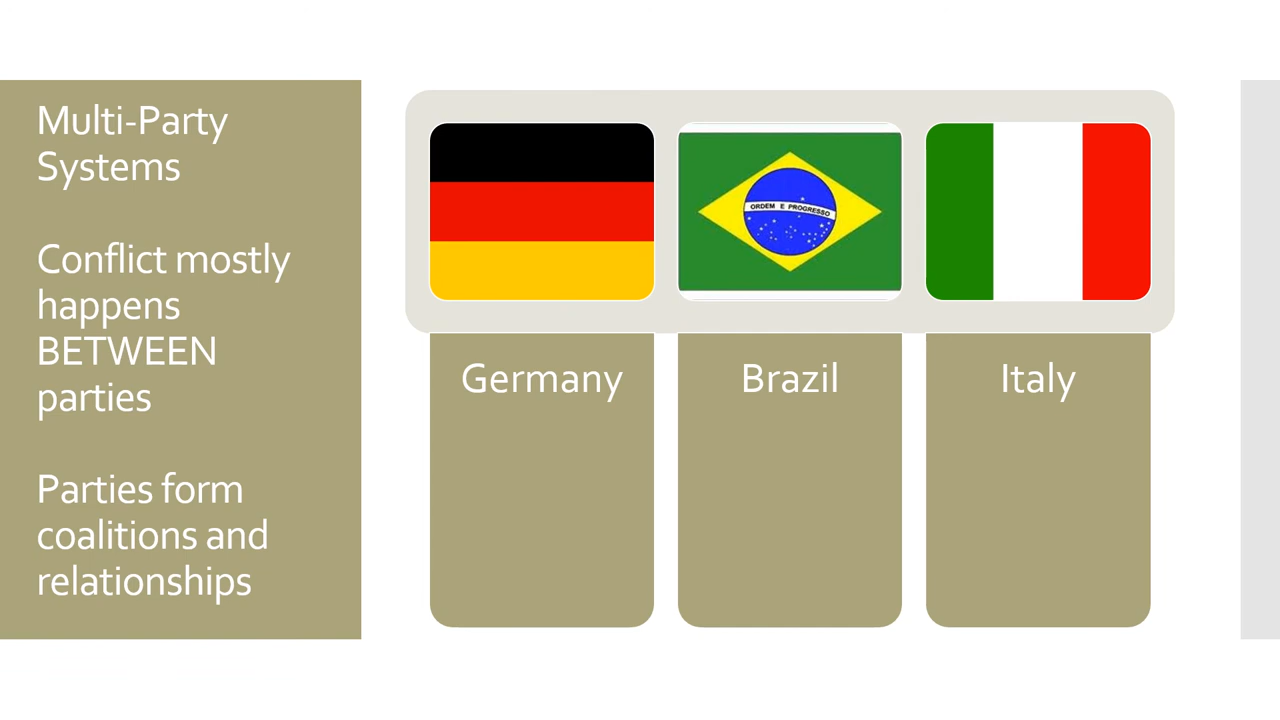 Multi-Party
Systems
Conflict mostly
happens
BETWEEN
parties
Parties form
coalitions and
relationships
ORDEM E PROGRESSO
Germany
Brazil
Italy